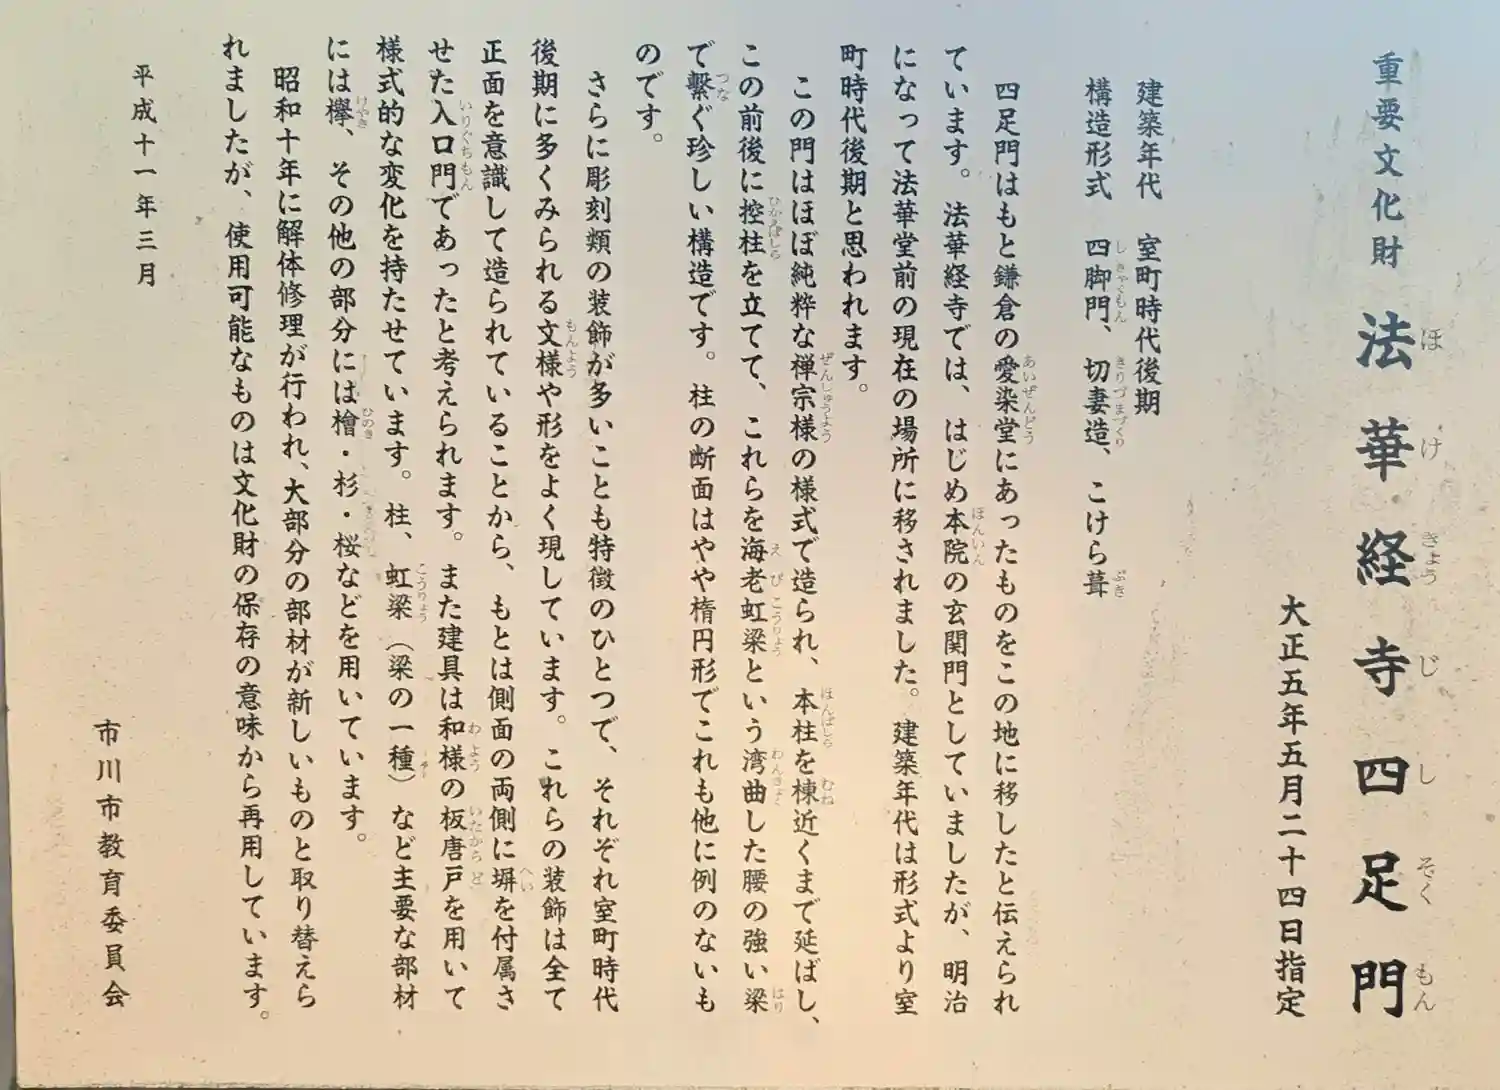 重要文化財 法華経寺四足門
大正五年五月二十四日指定
建築年代 室町時代後期
構造形式 四脚門、切妻造、こけら葺
四足門はもと鎌倉の愛染堂にあったものをこの地に移したと伝えられ
ています。法華経寺では、はじめ本院の玄関門としていましたが、明治
になって法華堂前の現在の場所に移されました。建築年代は形式より室
町時代後期と思われます。
この門はほぼ純粋な禅宗様の様式で造られ、本柱を棟近くまで延ばし、
この前後に控柱を立てて、これらを海老虹梁という湾曲した腰の強い梁
で繋ぐ珍しい構造です。柱の断面はやや楕円形でこれも他に例のないも
のです。
さらに彫刻類の装飾が多いことも特徴のひとつで、それぞれ室町時代
後期に多くみられる文様や形をよく現しています。これらの装飾は全て
正面を意識して造られていることから、もとは側面の両側に塀を付属さ
せた入口門であったと考えられます。また建具は和様の板唐戸を用いて
様式的な変化を持たせています。柱、虹梁（梁の一種）など主要な部材
には欅、その他の部分には檜・杉・桜などを用いています。
昭和十年に解体修理が行われ、大部分の部材が新しいものと取り替えら
れましたが、使用可能なものは文化財の保存の意味から再用しています。
平成十一年三月
市川市教育委員会